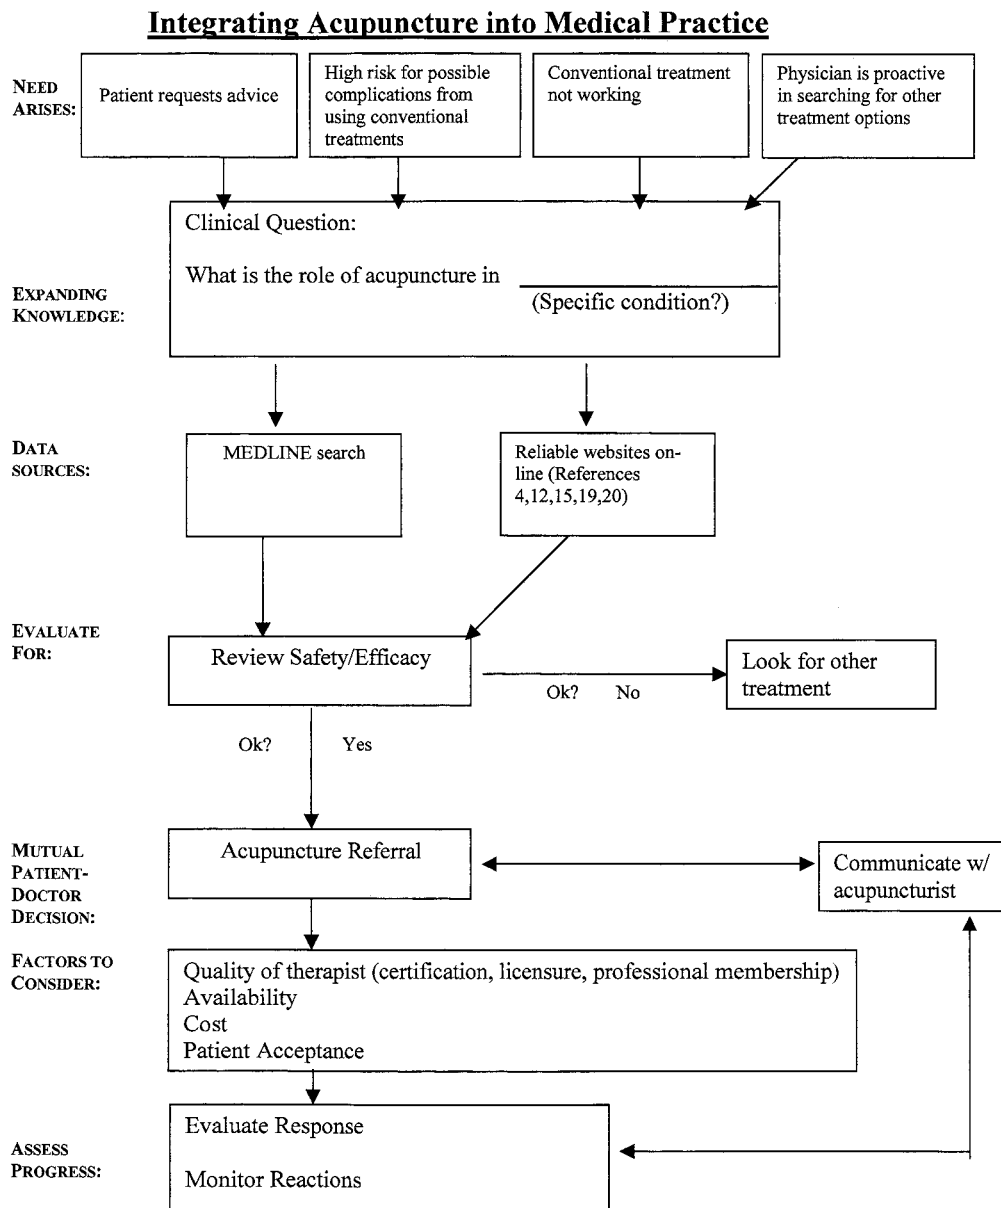 Integrating Acupuncture into Medical Practice
NEED
ARISES:
Patient requests advice
High risk for possible
complications from
using conventional
treatments
Conventional treatment
not working
Physician is proactive
in searching for other
treatment options
EXPANDING
KNOWLEDGE:
Clinical Question:
What is the role of acupuncture in
(Specific condition?)
DATA
SOURCES:
MEDLINE search
Reliable websites on-
line (References
4,12,15,19,20)
EVALUATE
FOR:
Review Safety/Efficacy
Ok? No
Look for other
treatment
Ok? Yes
MUTUAL
PATIENT-
DOCTOR
DECISION:
Acupuncture Referral
Communicate w/
acupuncturist
FACTORS TO
CONSIDER:
Quality of therapist (certification, licensure, professional membership)
Availability
Cost
Patient Acceptance
ASSESS
PROGRESS:
Evaluate Response
Monitor Reactions